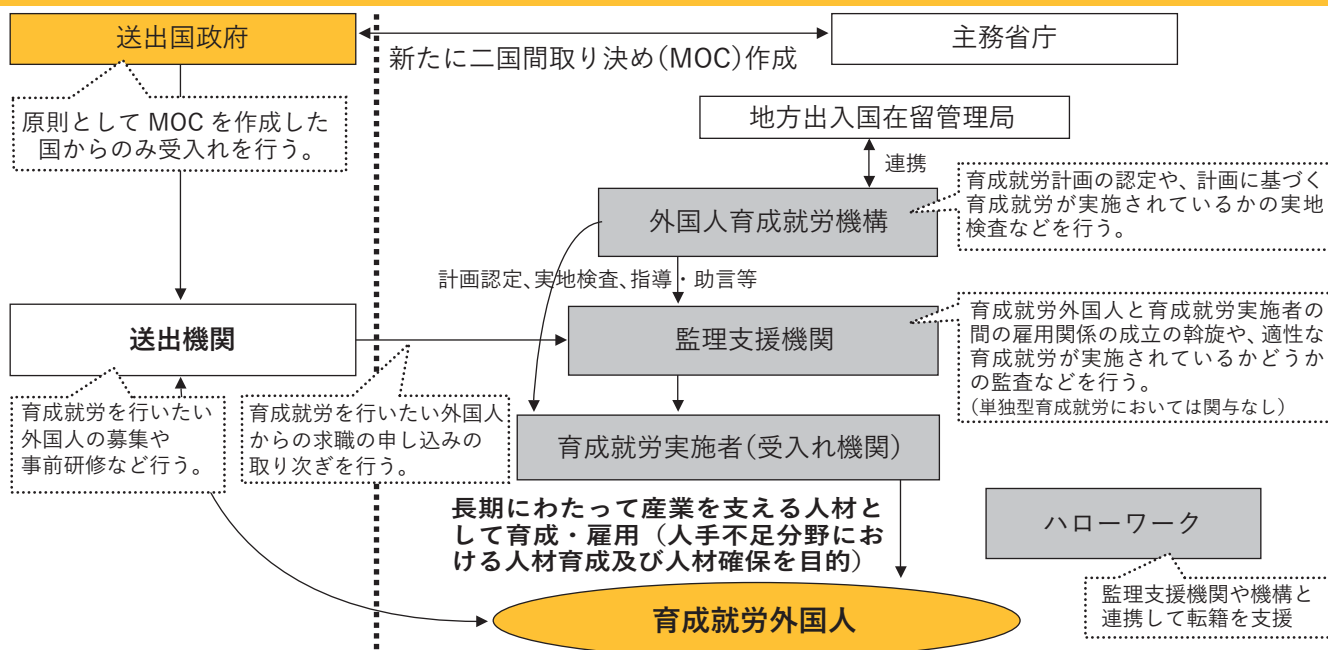 送出国政府
主務省庁
新たに二国間取り決め(MOC)作成
原則として MOC を作成した
国からのみ受入れを行う。
地方出入国在留管理局
連携
外国人育成就労機構
育成就労計画の認定や、計画に基づく
育成就労が実施されているかの実地
検査などを行う。
計画認定、実地検査、指導・助言等
送出機関
監理支援機関
育成就労外国人と育成就労実施者の
間の雇用関係の成立の斡旋や、適性な
育成就労が実施されているかどうか
の監査などを行う。
(単独型育成就労においては関与なし)
育成就労を行いたい
外国人の募集や
事前研修など行う。
育成就労を行いたい外国人
からの求職の申し込みの
取り次ぎを行う。
育成就労実施者(受入れ機関)
長期にわたって産業を支える人材と
して育成・雇用（人手不足分野にお
ける人材育成及び人材確保を目的)
ハローワーク
監理支援機関や機構と
連携して転籍を支援
育成就労外国人